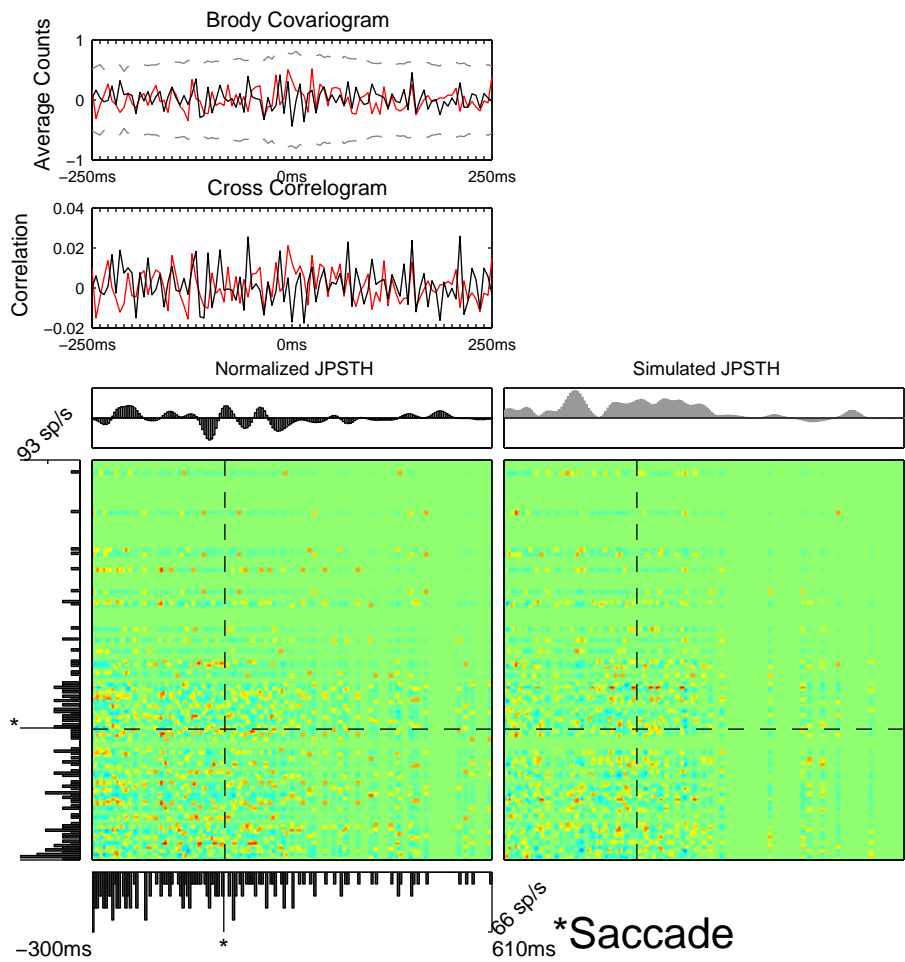 Brody Covariogram
Average Counts
1
0
−1
−250ms
0ms
250ms
Cross Correlogram
Correlation
0.04
0.02
0
−0.02
−250ms
0ms
250ms
Normalized JPSTH
Simulated JPSTH
93 sp/s
*
66 sp/s
*
−300ms
610ms
*Saccade